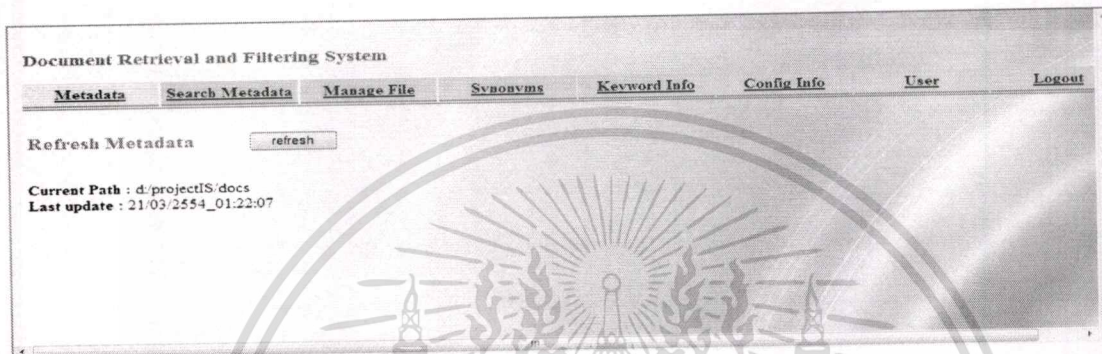 Document Retrieval and Filtering System
Metadata Search Metadata Manage File Synonyms Keyword Info Config Info User Logout
Refresh Metadata refresh
Current Path : d:/projectIS/docs
Last update : 21/03/2554_01:22:07